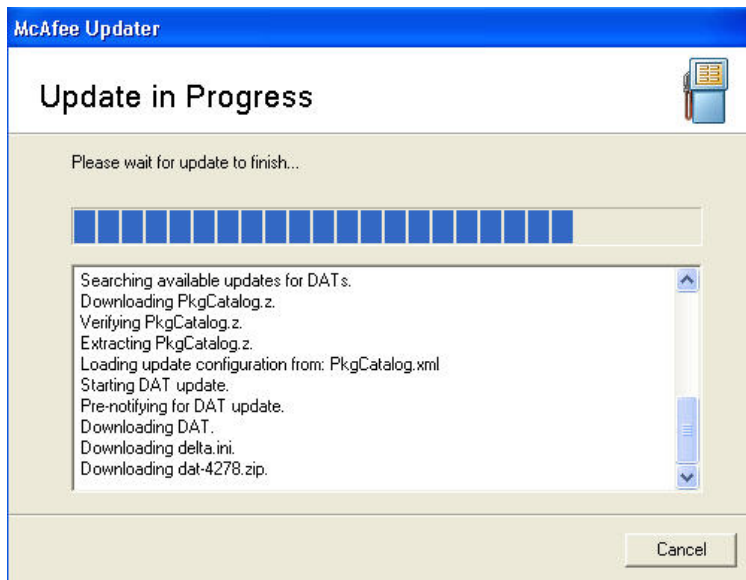 McAfee Updater
Update in Progress
Please wait for update to finish...
Searching available updates for DATs.
Downloading PkgCatalog.z.
Verifying PkgCatalog.z.
Extracting PkgCatalog.z.
Loading update configuration from: PkgCatalog.xml
Starting DAT update.
Pre-notifying for DAT update.
Downloading DAT.
Downloading delta.ini.
Downloading dat-4278.zip.
Cancel